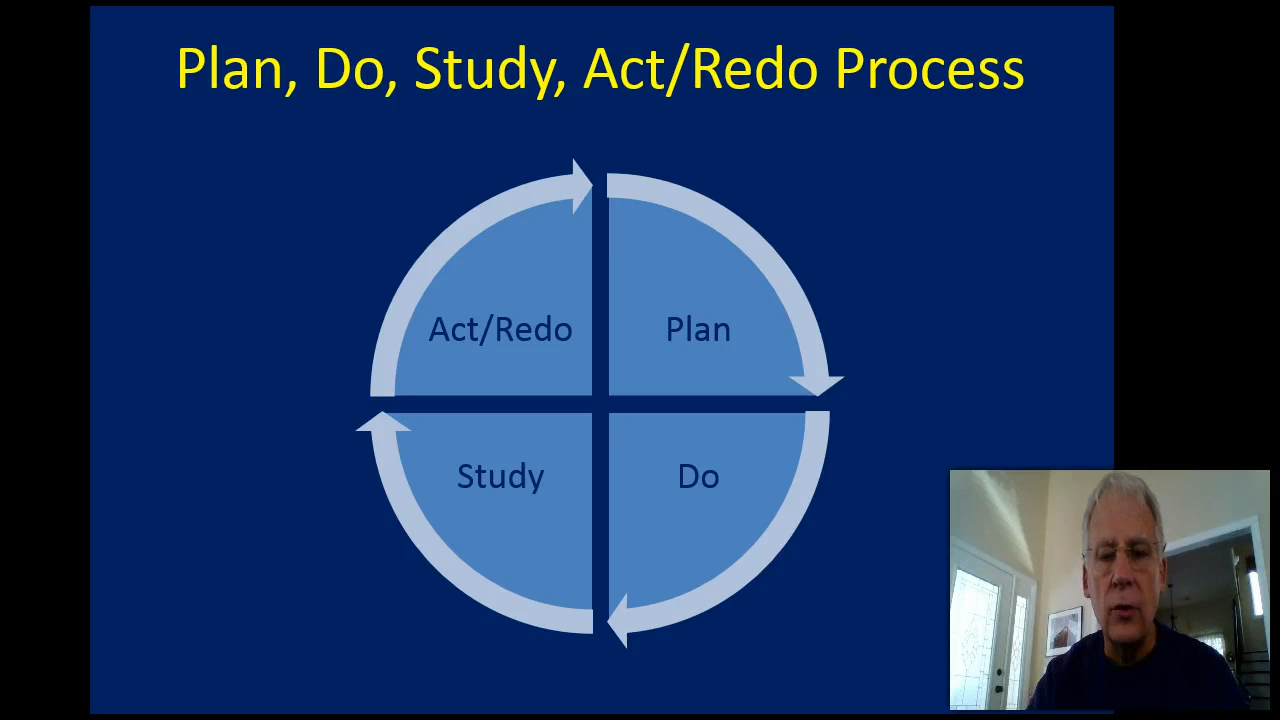 Plan, Do, Study, Act/Redo Process
Act/Redo
Plan
Study
Do